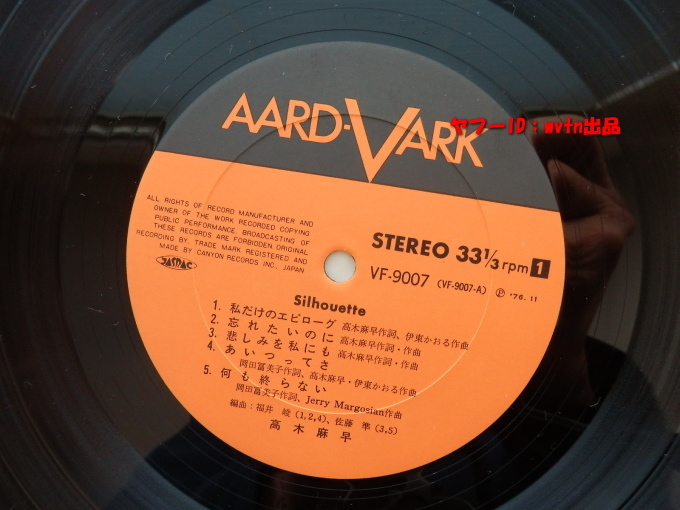 AARD-VARK
ヤフーID：wvfn出品
ALL RIGHTS OF RECORD MANUFACTURER AND
OWNER OF THE WORK RECORDED COPYING
PUBLIC PERFORMANCE, BROADCASTING OF
THESE RECORDS ARE FORBIDDEN. ORIGINAL
RECORDING BY. TRADE MARK REGISTERED AND
MADE BY CANYON RECORDS INC., JAPAN
JASRAC
STEREO 33 1/3 rpm 1
VF-9007 (VF-9007-A) Ⓟ '76. 11
Silhouette
1. 私だけのエピローグ 高木麻早作詞、伊東かおる作曲
2. 忘れたいのに 高木麻早作詞・作曲
3. 悲しみを私にも 高木麻早作詞・作曲
4. あいつってさ
岡田冨美子作詞、高木麻早・伊東かおる作曲
5. 何も終らない
岡田冨美子作詞、Jerry Margosian作曲
編曲：福井 崚(1,2,4)、佐藤 準(3,5)
高木麻早